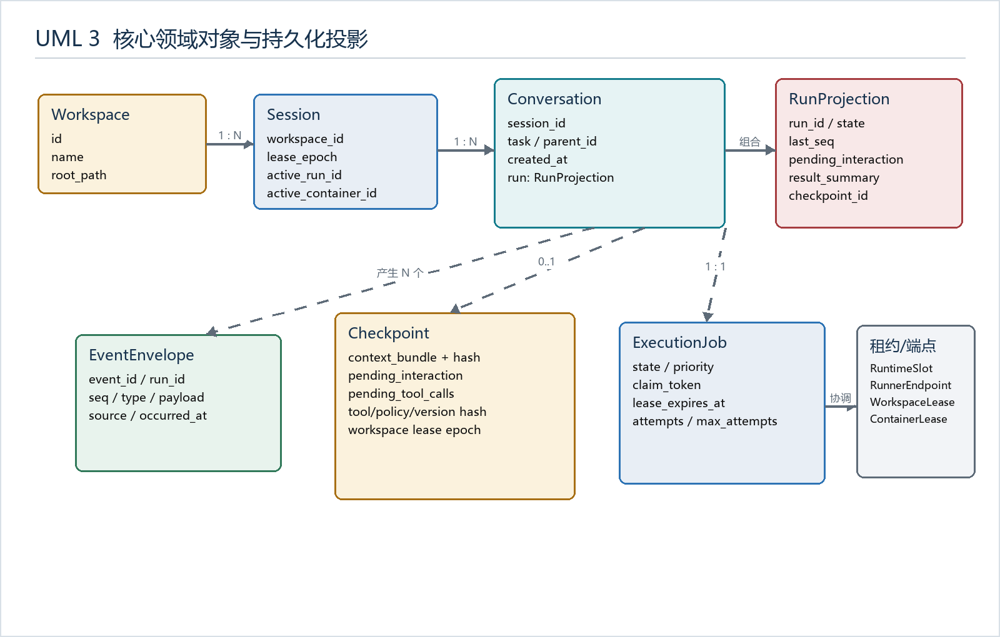 UML 3 核心领域对象与持久化投影
Workspace
id
name
root_path
1 : N
Session
workspace_id
lease_epoch
active_run_id
active_container_id
1 : N
Conversation
session_id
task / parent_id
created_at
run: RunProjection
组合
RunProjection
run_id / state
last_seq
pending_interaction
result_summary
checkpoint_id
产生 N 个
0..1
1 : 1
EventEnvelope
event_id / run_id
seq / type / payload
source / occurred_at
Checkpoint
context_bundle + hash
pending_interaction
pending_tool_calls
tool/policy/version hash
workspace lease epoch
ExecutionJob
state / priority
claim_token
lease_expires_at
attempts / max_attempts
协调
租约/端点
RuntimeSlot
RunnerEndpoint
WorkspaceLease
ContainerLease